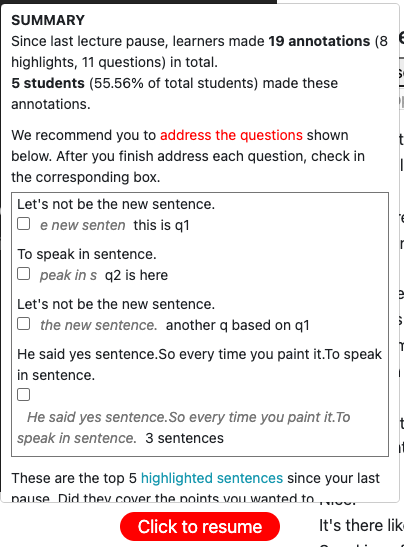 SUMMARY
Since last lecture pause, learners made 19 annotations (8
highlights, 11 questions) in total.
5 students (55.56% of total students) made these
annotations.
We recommend you to address the questions shown
below. After you finish address each question, check in
the corresponding box.
Let's not be the new sentence.
e new senten this is q1
To speak in sentence.
peak in s q2 is here
Let's not be the new sentence.
the new sentence. another q based on q1
He said yes sentence.So every time you paint it.To speak
in sentence.
He said yes sentence.So every time you paint it.To
speak in sentence. 3 sentences
These are the top 5 highlighted sentences since your last
pause. Did they cover the points you wanted to
Click to resume
It's there lik